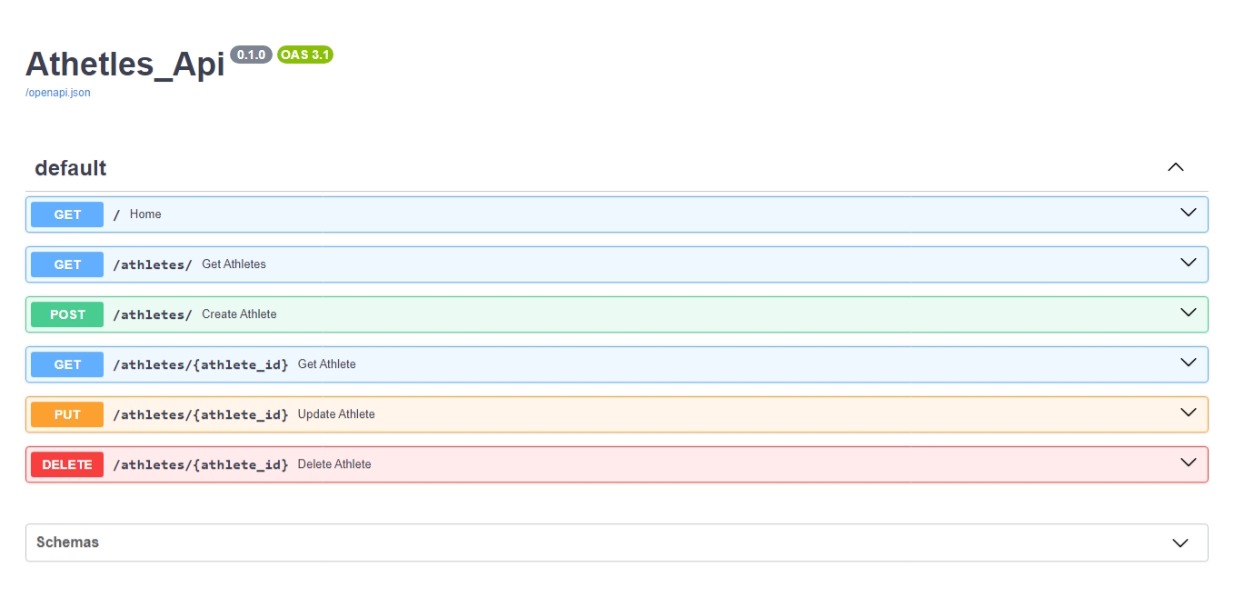 Athetles_Api 0.1.0 OAS 3.1
/openapi.json
default
GET / Home
GET /athletes/ Get Athletes
POST /athletes/ Create Athlete
GET /athletes/{athlete_id} Get Athlete
PUT /athletes/{athlete_id} Update Athlete
DELETE /athletes/{athlete_id} Delete Athlete
Schemas